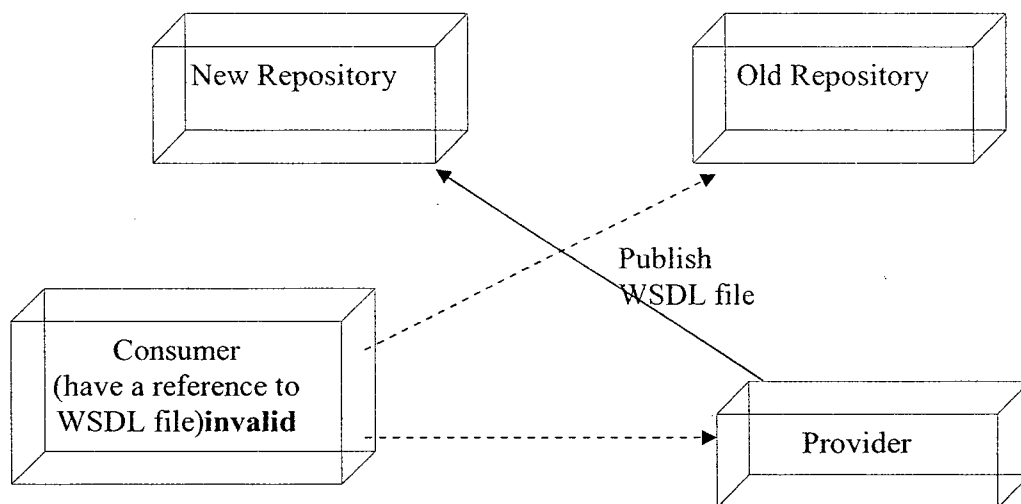 New Repository
Old Repository
Publish
WSDL file
Consumer
(have a reference to
WSDL file)invalid
Provider